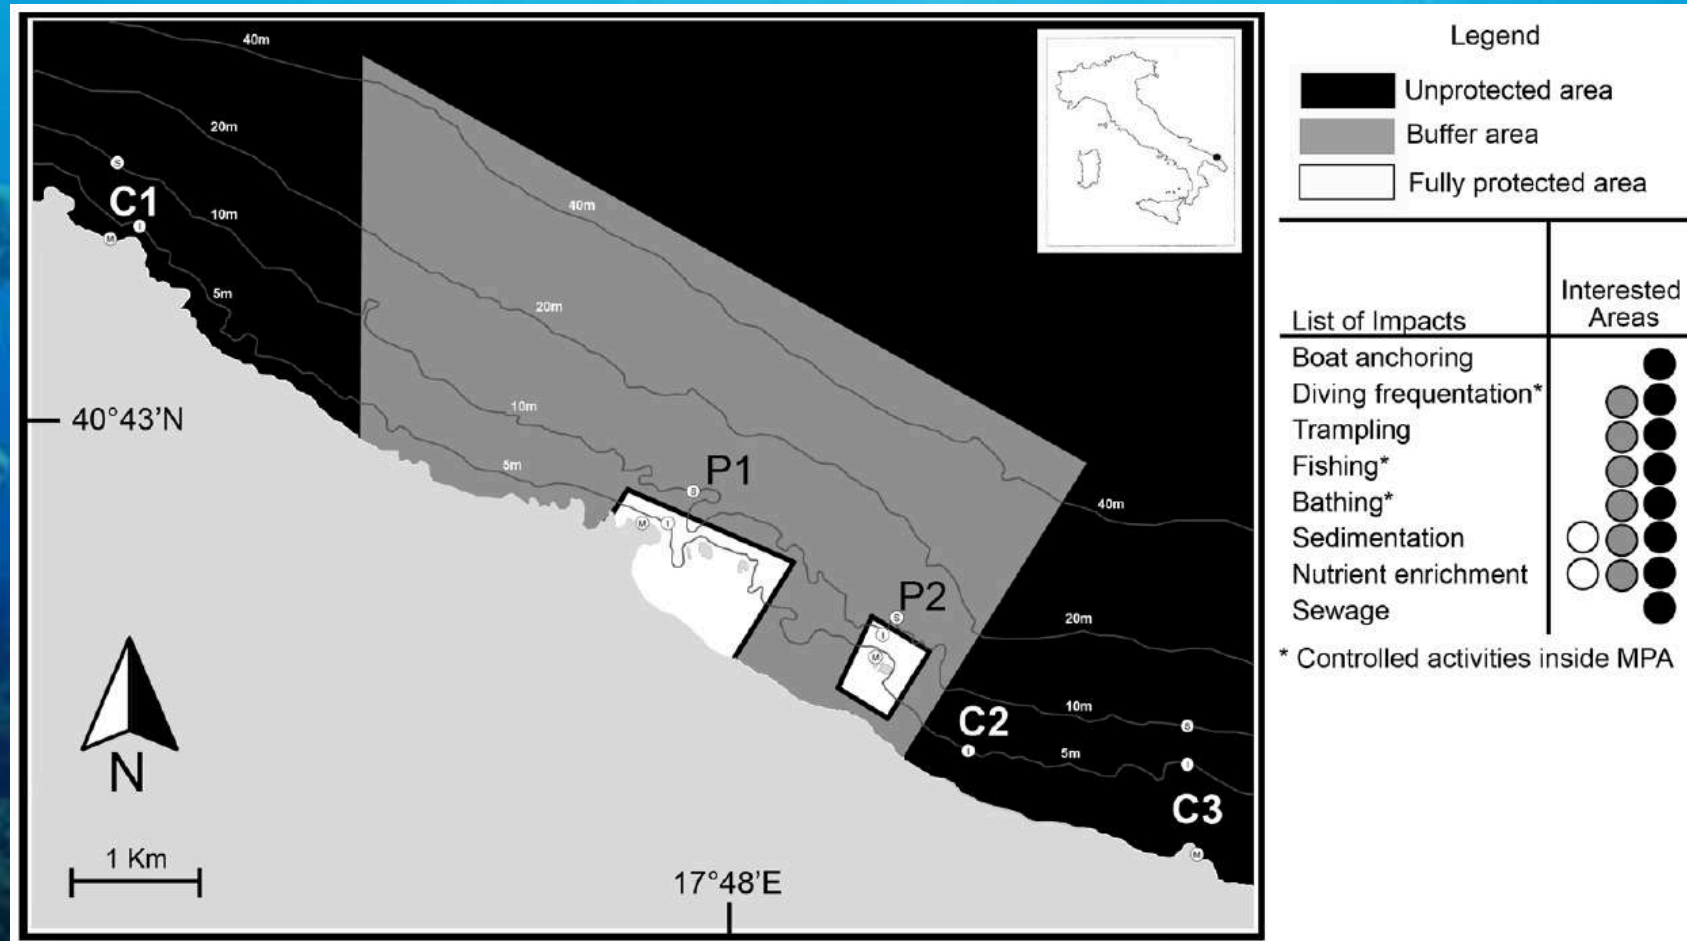 40m
20m
S
C1
10m
I
M
5m
40m
20m
10m
5m
40°43'N
P1
S
M
I
40m
P2
S
I
M
20m
10m
S
C2
I
5m
I
C3
M
N
1 Km
17°48'E
Legend
Unprotected area
Buffer area
Fully protected area
List of Impacts
Interested
Areas
Boat anchoring
Diving frequentation*
Trampling
Fishing*
Bathing*
Sedimentation
Nutrient enrichment
Sewage
* Controlled activities inside MPA